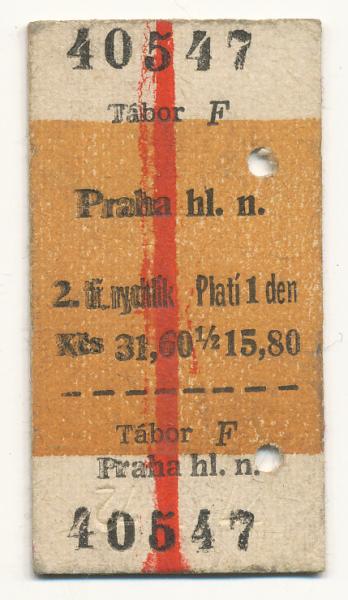 40547
Tábor F
Praha hl. n.
2. tř. rychlík Platí 1 den
Kčs 31,60 ½ 15,80
Tábor F
Praha hl. n.
40547